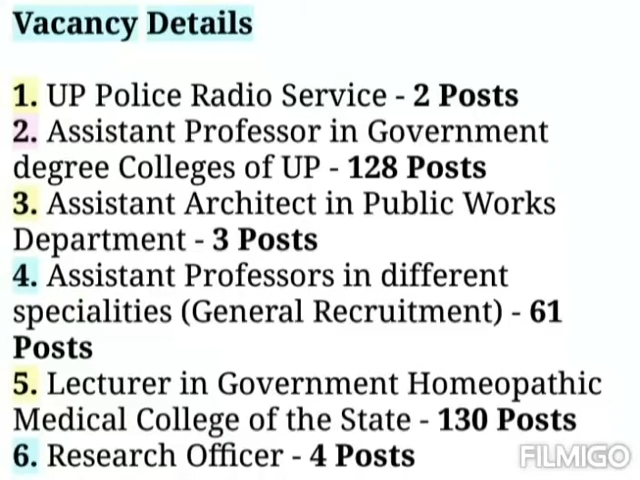 Vacancy Details
1. UP Police Radio Service - 2 Posts
2. Assistant Professor in Government
degree Colleges of UP - 128 Posts
3. Assistant Architect in Public Works
Department - 3 Posts
4. Assistant Professors in different
specialities (General Recruitment) - 61
Posts
5. Lecturer in Government Homeopathic
Medical College of the State - 130 Posts
6. Research Officer - 4 Posts
FILMIGO